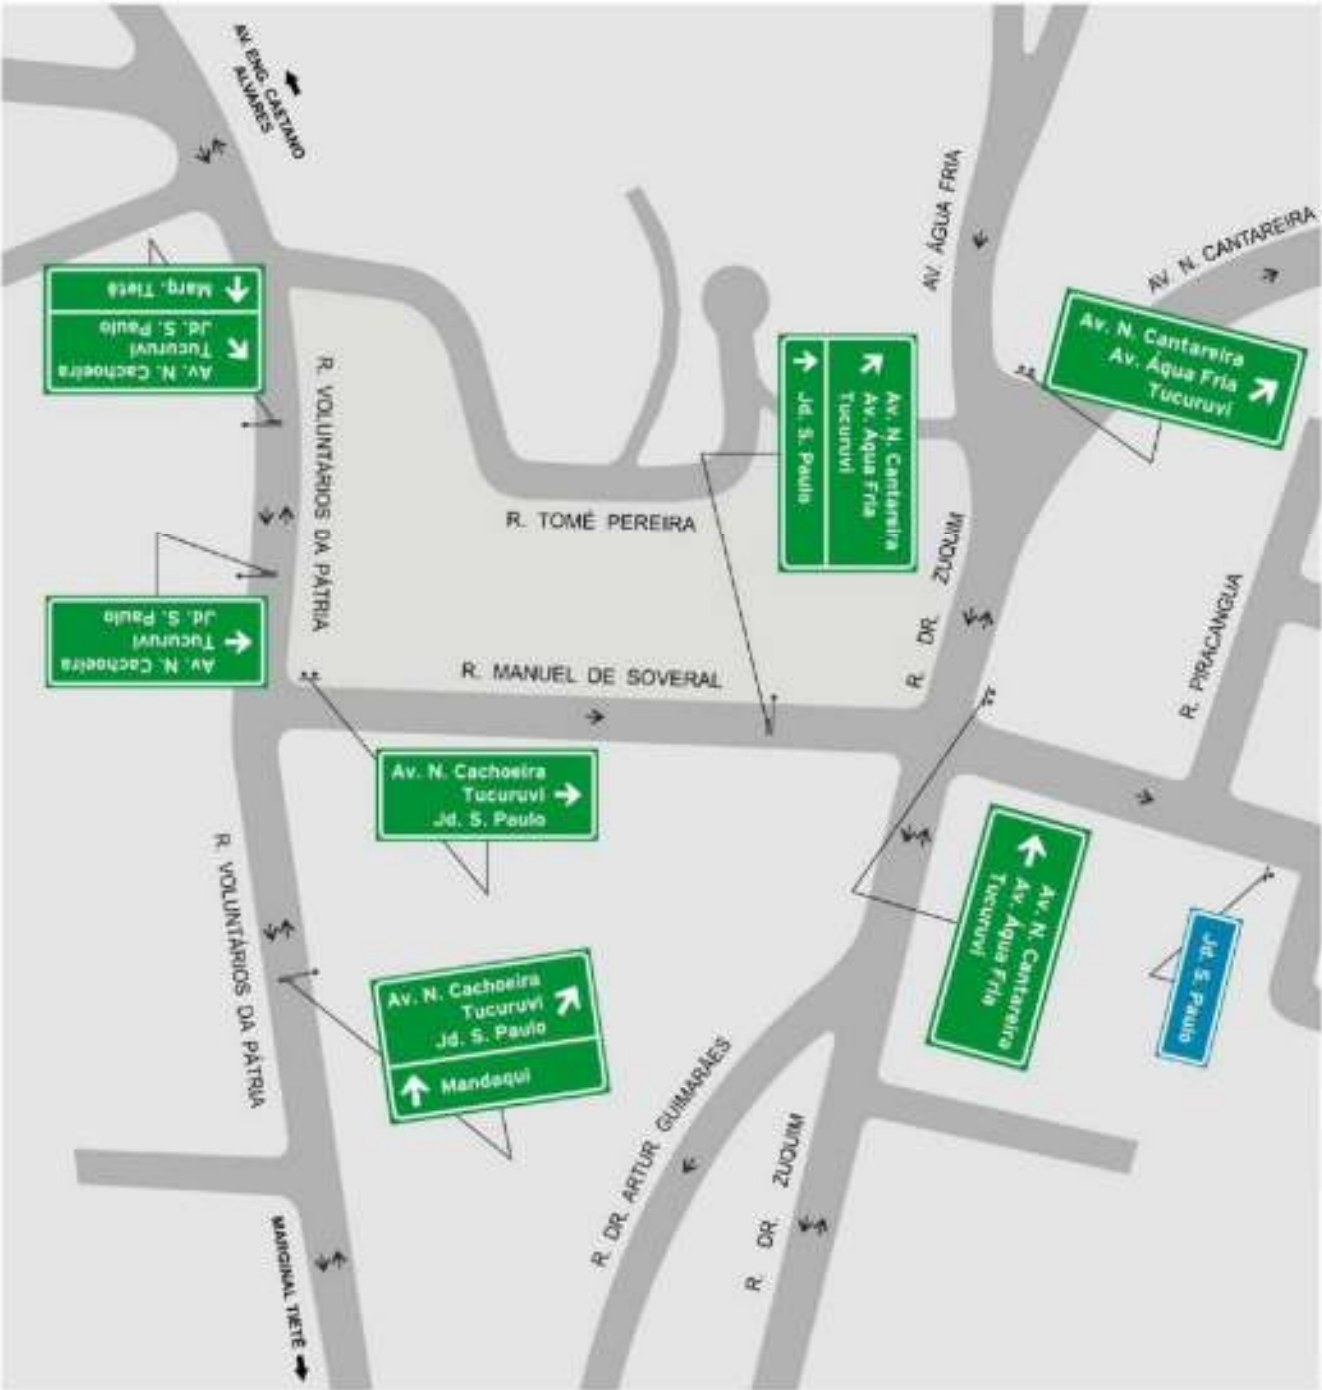 AV. ENG. CAETANO
ALVARES
AV. ÁGUA FRIA
AV. N. CANTAREIRA
Marg. Tietê
Av. N. Cachoeira
Tucuruvi
Jd. S. Paulo
Av. N. Cantareira
Av. Água Fria
Tucuruvi
Av. N. Cantareira
Av. Água Fria
Tucuruvi
Jd. S. Paulo
R. VOLUNTÁRIOS DA PÁTRIA
R. TOMÉ PEREIRA
R. DR. ZUQUIM
R. PIRACANGUA
Av. N. Cachoeira
Tucuruvi
Jd. S. Paulo
R. MANUEL DE SOVERAL
Av. N. Cachoeira
Tucuruvi
Jd. S. Paulo
R. VOLUNTÁRIOS DA PÁTRIA
Av. N. Cantareira
Av. Água Fria
Tucuruvi
Jd. S. Paulo
Av. N. Cachoeira
Tucuruvi
Jd. S. Paulo
Mandaqui
R. DR. ARTUR GUIMARÃES
R. DR. ZUQUIM
MARGINAL TIETÊ